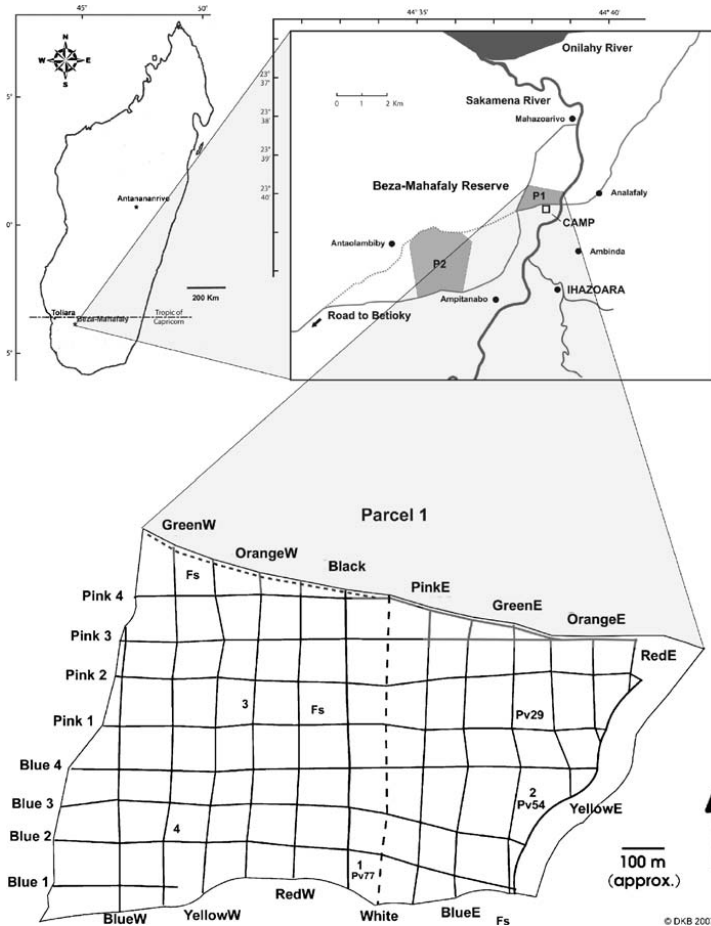 45°
50°
N
W
E
S
5°
Antanananrivo
0°
200 Km
Toliara
Beza-Mahafaly
Tropic of
Capricorn
5°
44° 35'
44° 40'
23°
37'
23°
38'
23°
39'
23°
40'
Onilahy River
0 1 2 Km
Sakamena River
Mahazoarivo
Beza-Mahafaly Reserve
P1
Analafaly
CAMP
Antaolambiby
P2
Ambinda
IHAZOARA
Ampitanabo
Road to Betioky
Parcel 1
GreenW
OrangeW
Black
PinkE
GreenE
OrangeE
RedE
Fs
Pink 4
Pink 3
Pink 2
3
Fs
Pv29
Pink 1
Blue 4
2
Pv54
YellowE
Blue 3
4
Blue 2
1
Pv77
100 m
(approx.)
Blue 1
BlueW
YellowW
RedW
White
BlueE
Fs